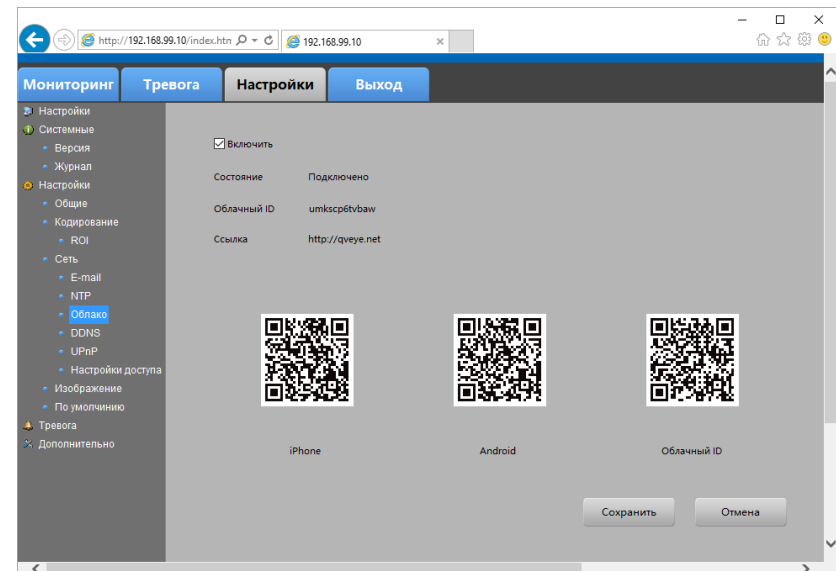 http://192.168.99.10/index.htn
192.168.99.10
Мониторинг
Тревога
Настройки
Выход
Настройки
Системные
Версия
Журнал
Настройки
Общие
Кодирование
ROI
Сеть
E-mail
NTP
Облако
DDNS
UPnP
Настройки доступа
Изображение
По умолчинию
Тревога
Дополнительно
Включить
Состояние Подключено
Облачный ID umkscp6tvbaw
Ссылка http://qveye.net
iPhone
Android
Облачный ID
Сохранить
Отмена